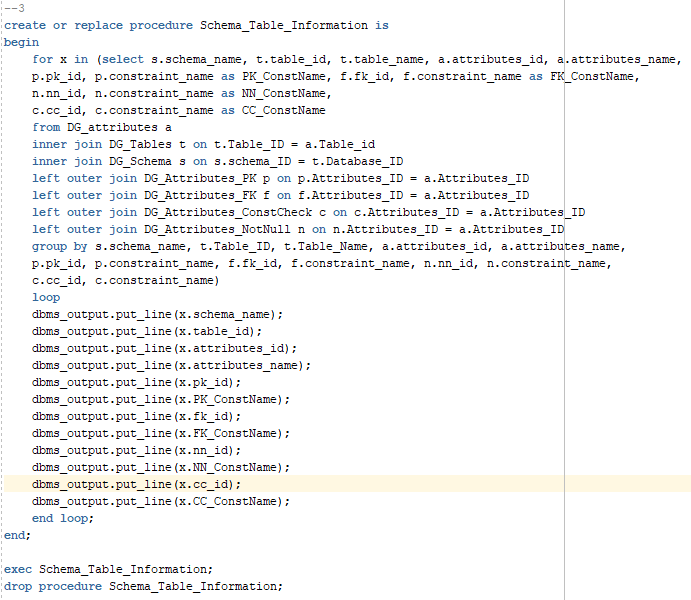 --3
create or replace procedure Schema_Table_Information is
begin
for x in (select s.schema_name, t.table_id, t.table_name, a.attributes_id, a.attributes_name,
p.pk_id, p.constraint_name as PK_ConstName, f.fk_id, f.constraint_name as FK_ConstName,
n.nn_id, n.constraint_name as NN_ConstName,
c.cc_id, c.constraint_name as CC_ConstName
from DG_attributes a
inner join DG_Tables t on t.Table_ID = a.Table_id
inner join DG_Schema s on s.schema_ID = t.Database_ID
left outer join DG_Attributes_PK p on p.Attributes_ID = a.Attributes_ID
left outer join DG_Attributes_FK f on f.Attributes_ID = a.Attributes_ID
left outer join DG_Attributes_ConstCheck c on c.Attributes_ID = a.Attributes_ID
left outer join DG_Attributes_NotNull n on n.Attributes_ID = a.Attributes_ID
group by s.schema_name, t.Table_ID, t.Table_Name, a.attributes_id, a.attributes_name,
p.pk_id, p.constraint_name, f.fk_id, f.constraint_name, n.nn_id, n.constraint_name,
c.cc_id, c.constraint_name)
loop
dbms_output.put_line(x.schema_name);
dbms_output.put_line(x.table_id);
dbms_output.put_line(x.attributes_id);
dbms_output.put_line(x.attributes_name);
dbms_output.put_line(x.pk_id);
dbms_output.put_line(x.PK_ConstName);
dbms_output.put_line(x.fk_id);
dbms_output.put_line(x.FK_ConstName);
dbms_output.put_line(x.nn_id);
dbms_output.put_line(x.NN_ConstName);
dbms_output.put_line(x.cc_id);
dbms_output.put_line(x.CC_ConstName);
end loop;
end;
exec Schema_Table_Information;
drop procedure Schema_Table_Information;